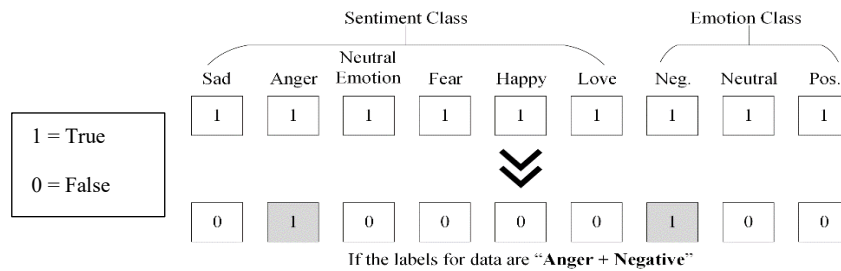 Sentiment Class Emotion Class
Sad Anger Neutral Emotion Fear Happy Love Neg. Neutral Pos.
1 1 1 1 1 1 1 1 1
1 = True
0 = False
0 1 0 0 0 0 1 0 0
If the labels for data are “Anger + Negative”